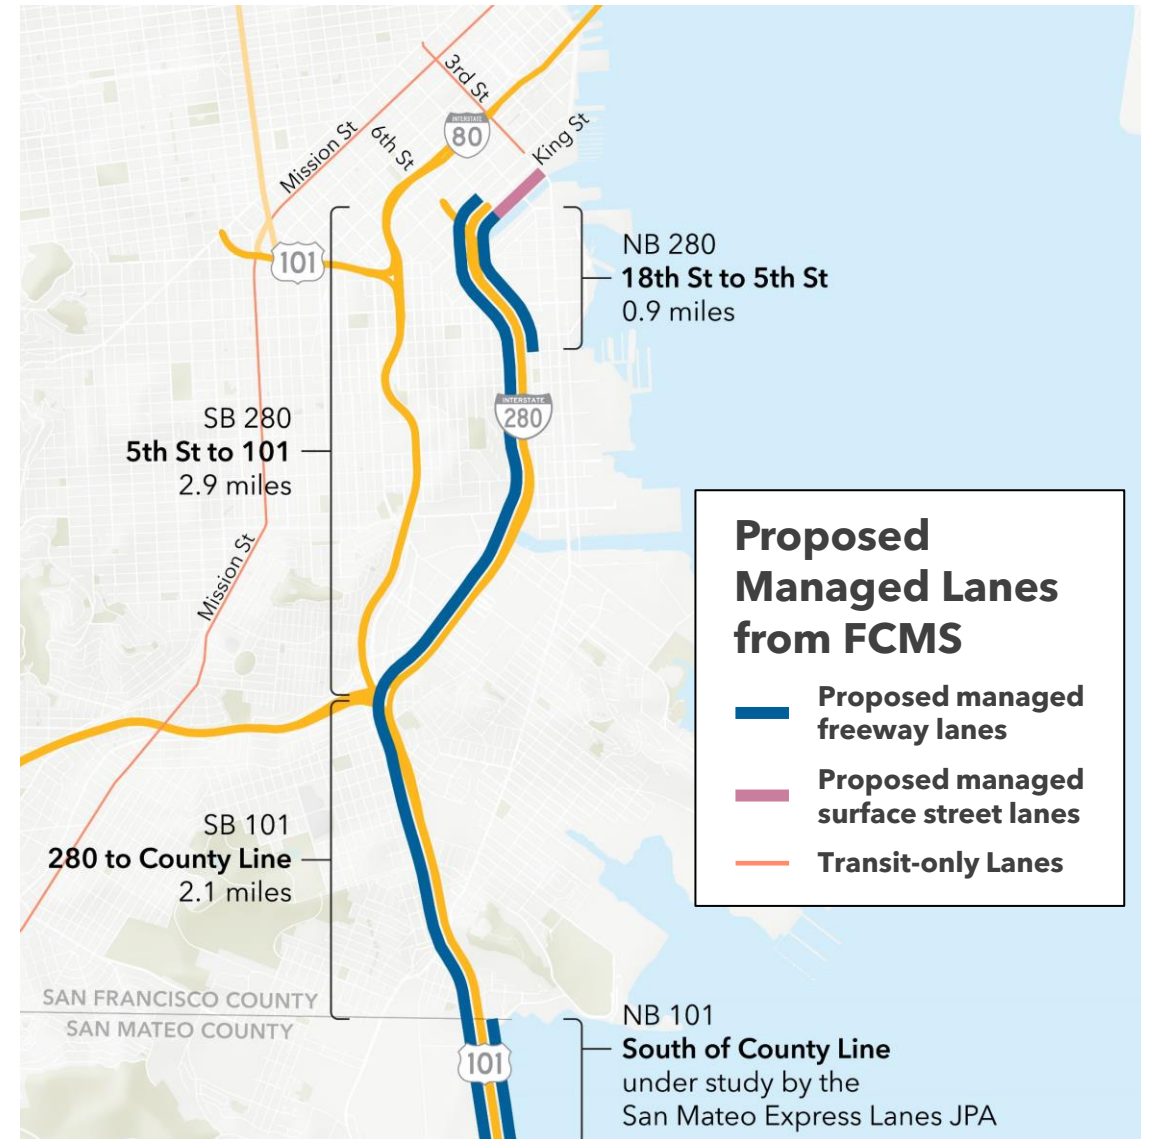 3rd St
INTERSTATE
80
King St
Mission St
6th St
101
NB 280
18th St to 5th St
0.9 miles
INTERSTATE
280
SB 280
5th St to 101
2.9 miles
Proposed
Managed Lanes
from FCMS
Proposed managed
freeway lanes
Proposed managed
surface street lanes
Transit-only Lanes
Mission St
SB 101
280 to County Line
2.1 miles
SAN FRANCISCO COUNTY
SAN MATEO COUNTY
101
NB 101
South of County Line
under study by the
San Mateo Express Lanes JPA